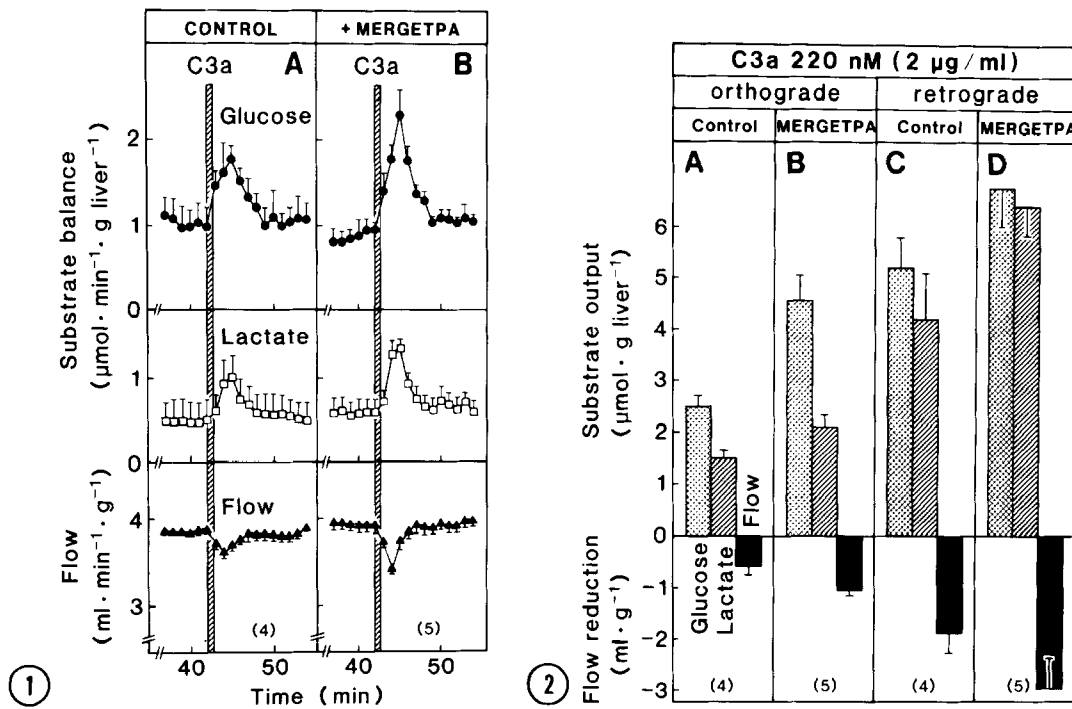 CONTROL
+ MERGETPA
C3a A
C3a B
Glucose
2
1
0
Substrate balance
(μmol · min⁻¹ · g liver⁻¹)
Lactate
1
0
Flow
4
3
Flow
(ml · min⁻¹ · g⁻¹)
(4)
(5)
40 50 40 50
Time (min)
1
C3a 220 nM (2 μg/ml)
orthograde retrograde
Control MERGETPA Control MERGETPA
A B C D
6
5
4
3
2
1
0
Substrate output
(μmol · g liver⁻¹)
Flow
Glucose
Lactate
-1
-2
-3
Flow reduction
(ml · g⁻¹)
(4) (5) (4) (5)
2